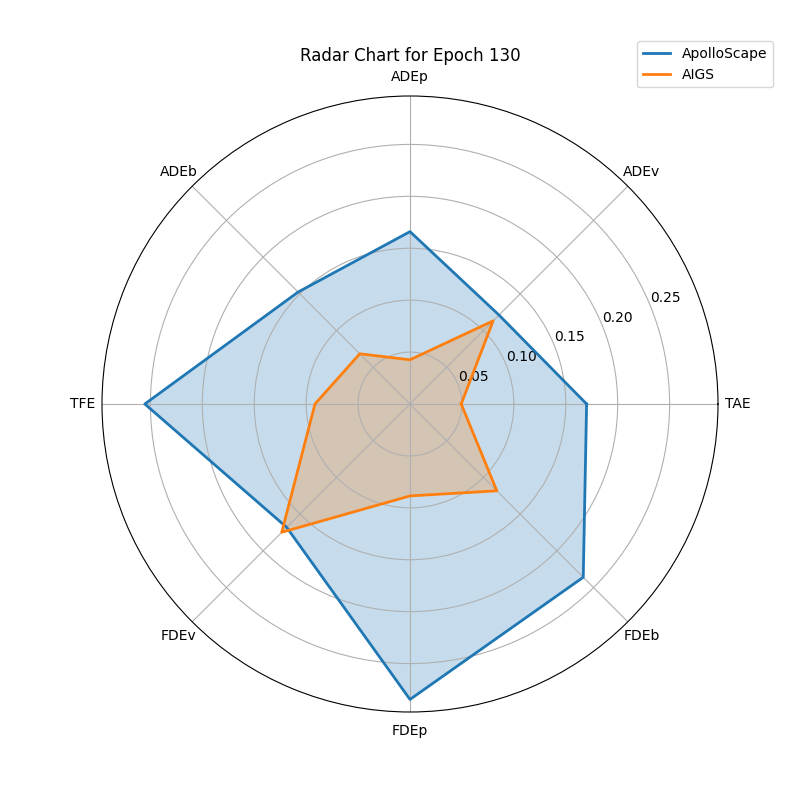 Radar Chart for Epoch 130
ApolloScape
AIGS
ADEp
ADEb
ADEv
0.25
0.20
0.15
0.10
0.05
TFE
TAE
FDEv
FDEb
FDEp